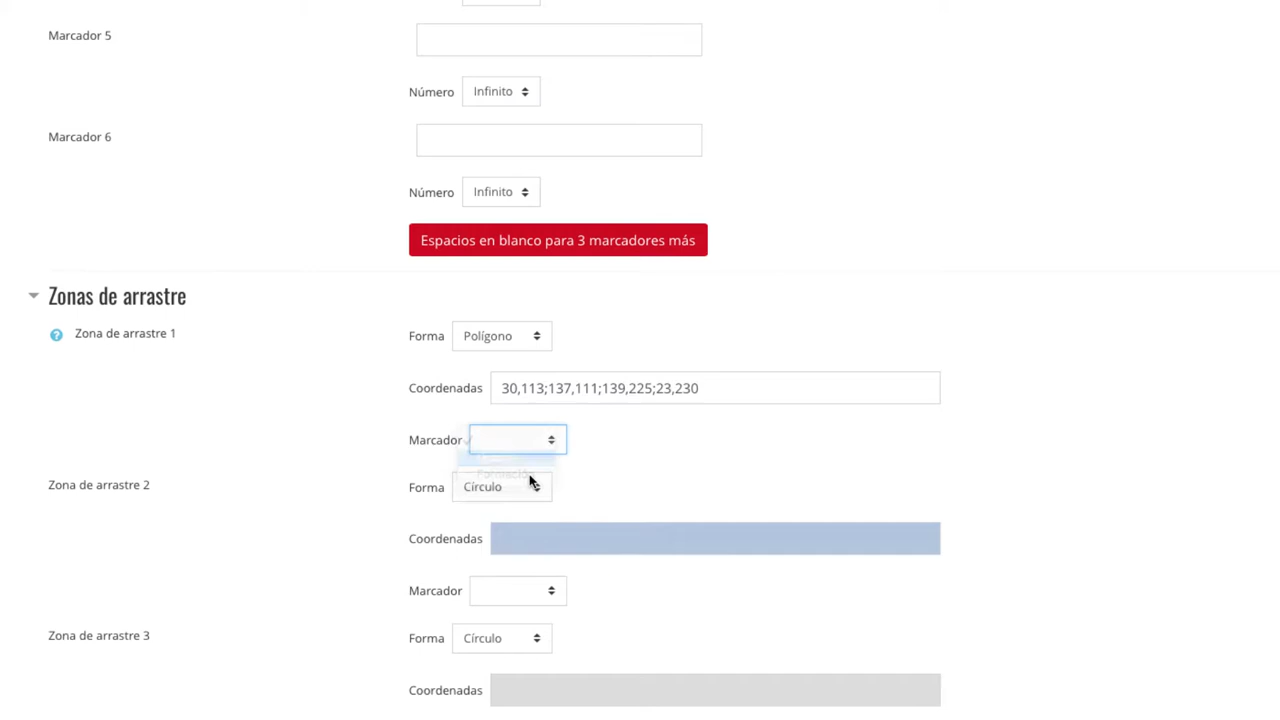 Marcador 5
Número Infinito
Marcador 6
Número Infinito
Espacios en blanco para 3 marcadores más
Zonas de arrastre
Zona de arrastre 1 Forma Polígono
Coordenadas 30,113;137,111;139,225;23,230
Marcador
Formación
Zona de arrastre 2 Forma Círculo
Coordenadas
Marcador
Zona de arrastre 3 Forma Círculo
Coordenadas